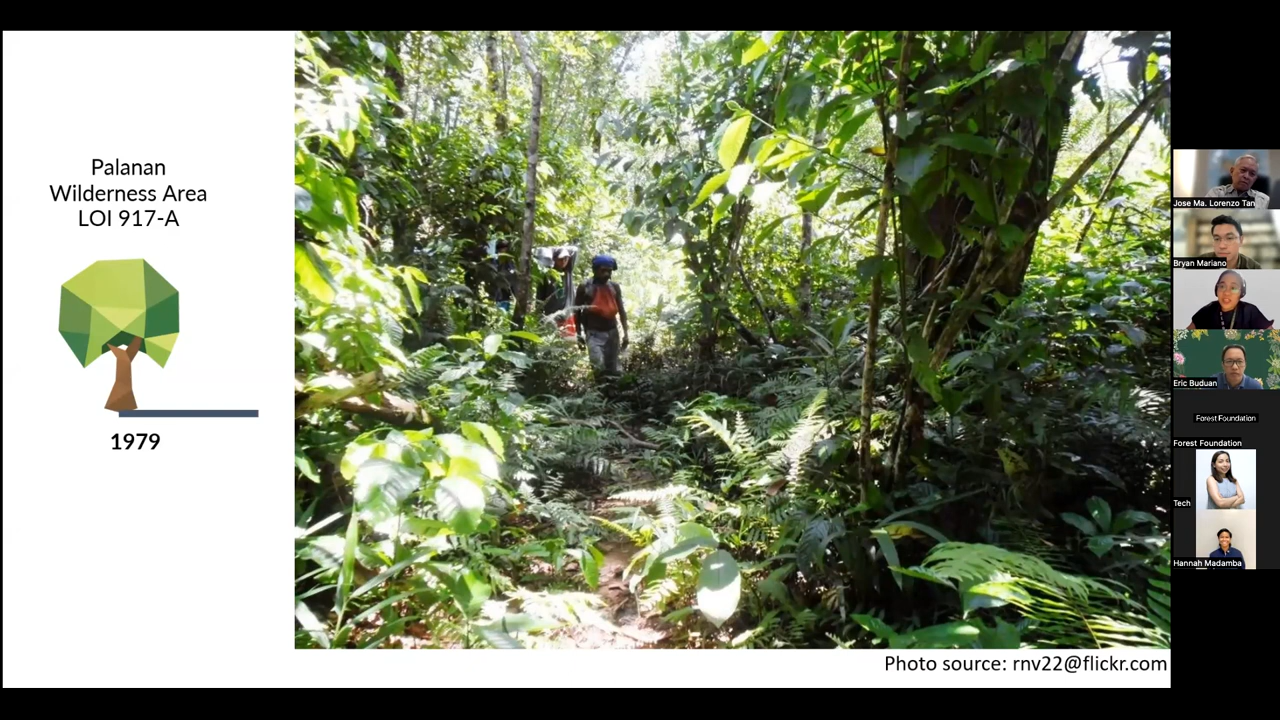 Palanan
Wilderness Area
LOI 917-A
1979
Photo source: rnv22@flickr.com
Jose Ma. Lorenzo Tan
Bryan Mariano
Eric Buduan
Forest Foundation
Forest Foundation
Tech
Hannah Madamba